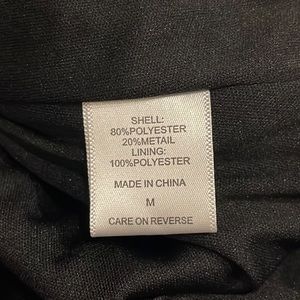 SHELL:
80%POLYESTER
20%METAIL
LINING:
100%POLYESTER
MADE IN CHINA
M
CARE ON REVERSE